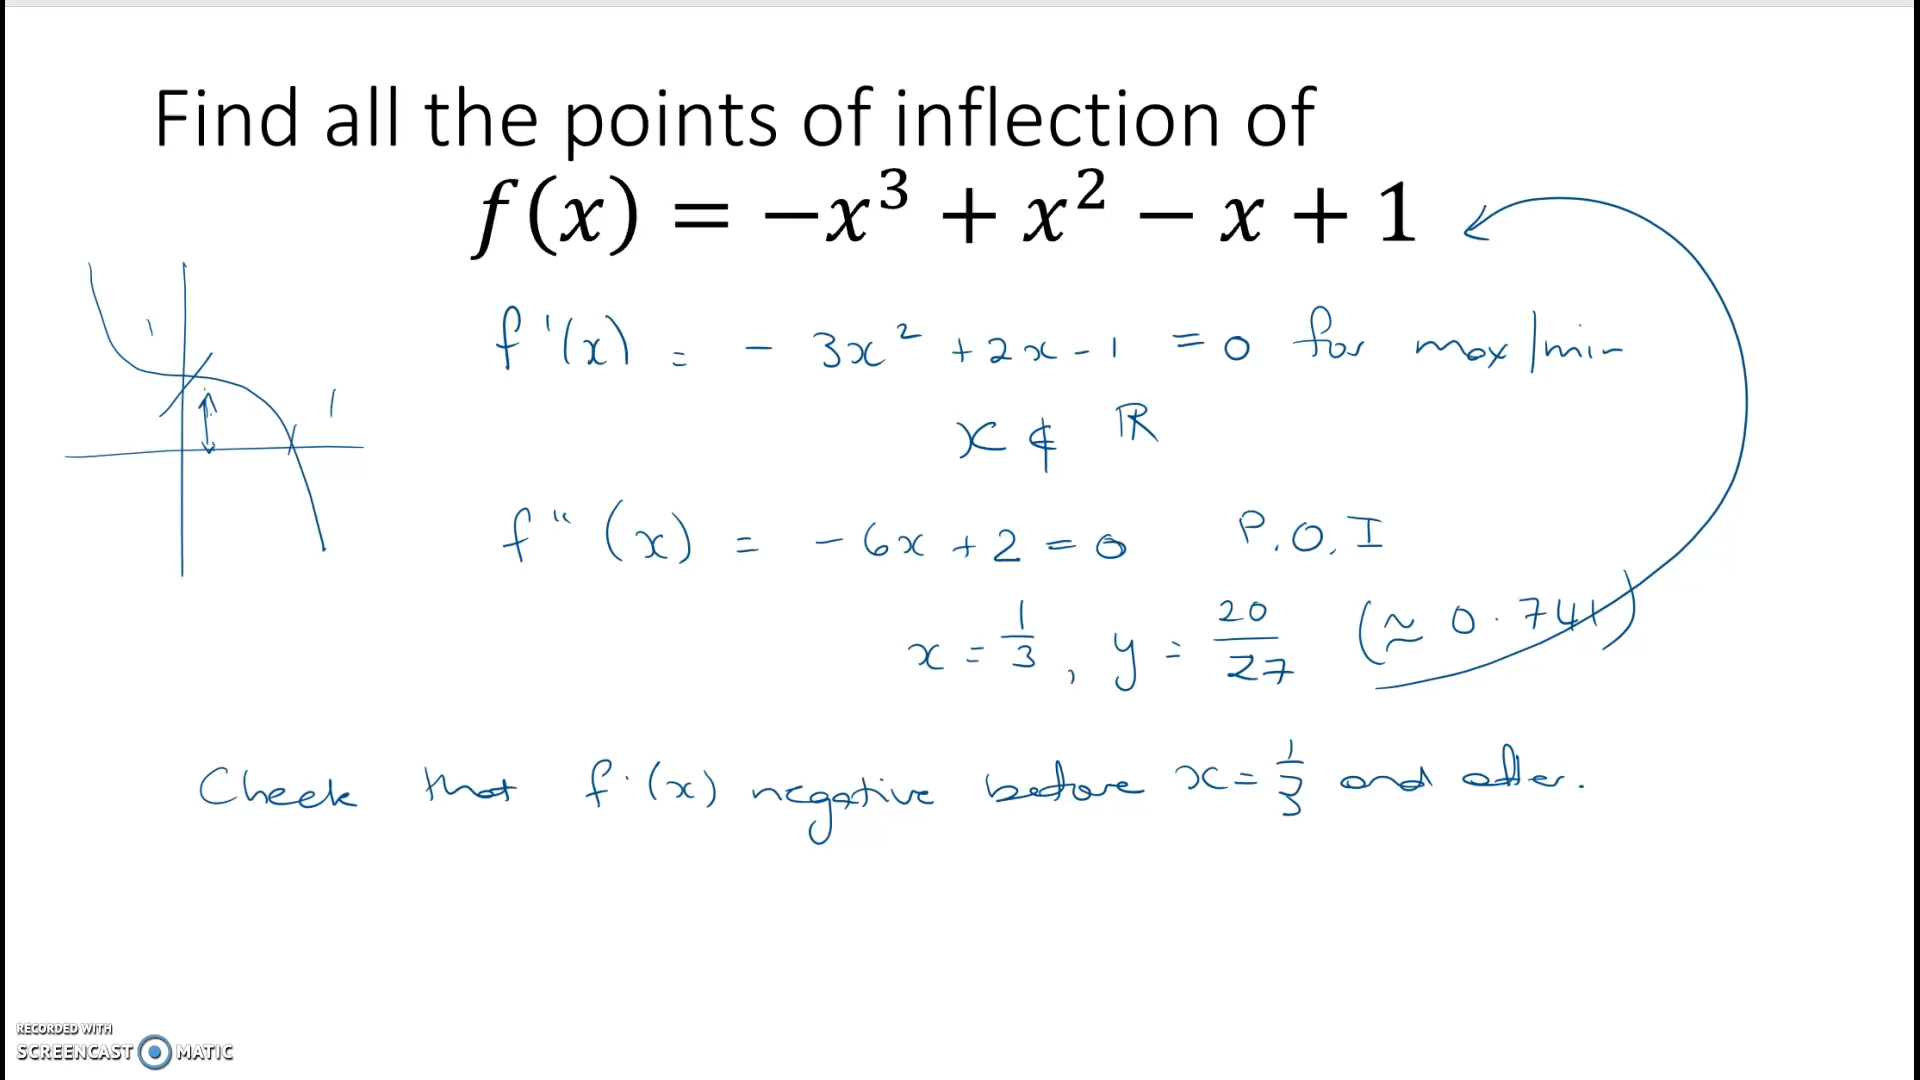 Find all the points of inflection of
f(x) = −x³ + x² − x + 1
1
1
f'(x) = − 3x² + 2x − 1 = 0 for max/min
x ∉ ℝ
f"(x) = − 6x + 2 = 0 P.O.I
x = 1/3, y = 20/27 (≈ 0.741)
Check that f'(x) negative before x = 1/3 and after.
RECORDED WITH
SCREENCAST MATIC